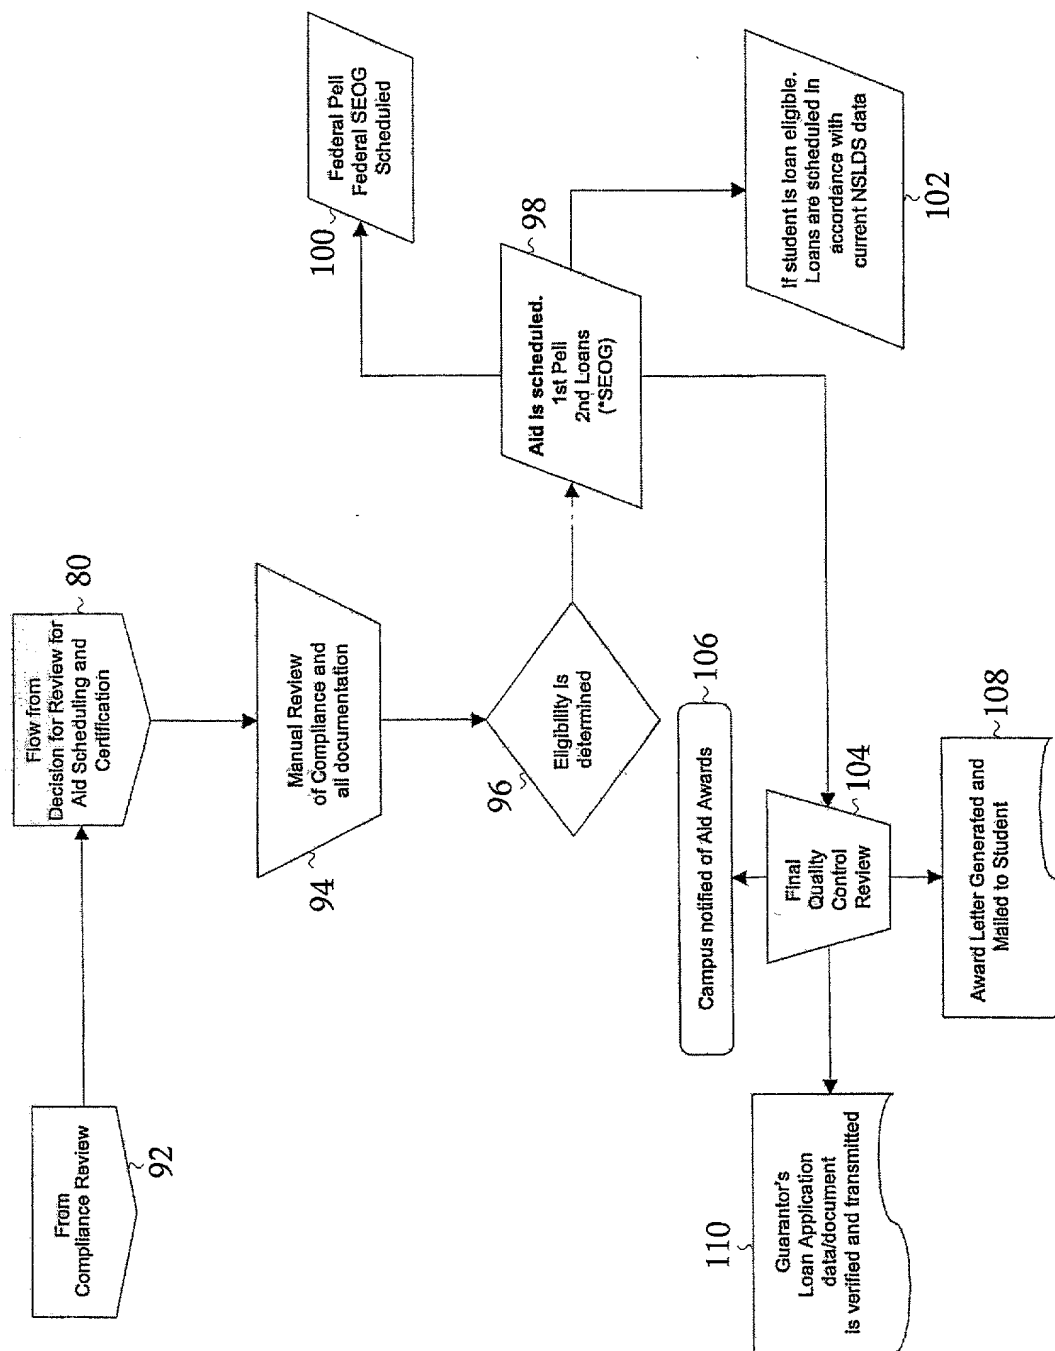 From
Compliance Review
92
Flow from
Decision for Review for
Aid Scheduling and
Certification
80
Manual Review
of Compliance and
all documentation
94
Eligibility is
determined
96
Aid is scheduled.
1st Pell
2nd Loans
(*SEOG)
98
Federal Pell
Federal SEOG
Scheduled
100
If student is loan eligible.
Loans are scheduled in
accordance with
current NSLDS data
102
Final
Quality
Control
Review
104
Campus notified of Aid Awards
106
Award Letter Generated and
Mailed to Student
108
Guarantor's
Loan Application
data/document
is verified and transmitted
110